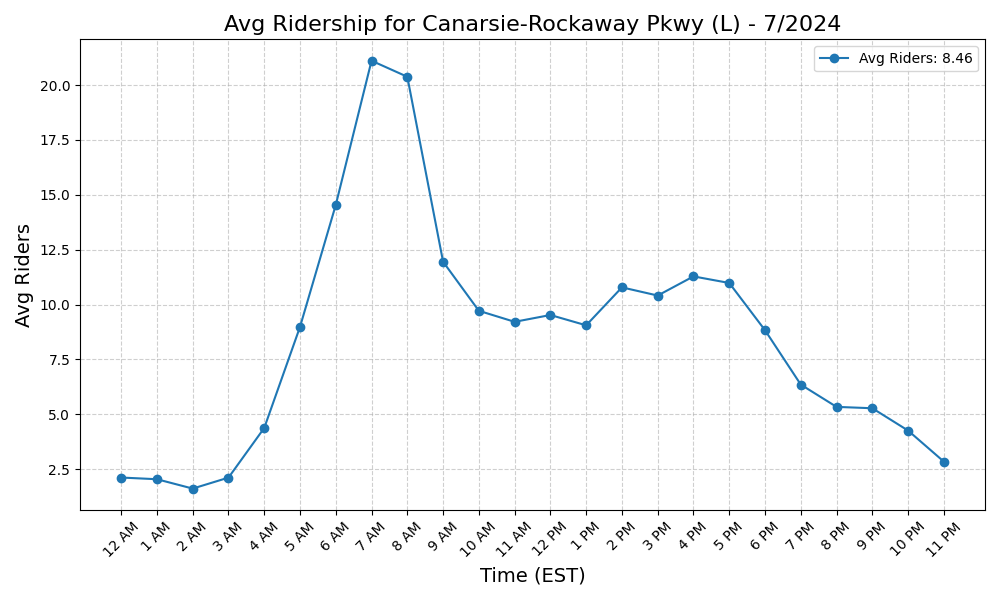 Avg Ridership for Canarsie-Rockaway Pkwy (L) - 7/2024
Avg Riders: 8.46
Avg Riders
20.0
17.5
15.0
12.5
10.0
7.5
5.0
2.5
12 AM
1 AM
2 AM
3 AM
4 AM
5 AM
6 AM
7 AM
8 AM
9 AM
10 AM
11 AM
12 PM
1 PM
2 PM
3 PM
4 PM
5 PM
6 PM
7 PM
8 PM
9 PM
10 PM
11 PM
Time (EST)